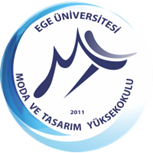 EGE ÜNİVERSİTESİ
2011
MODA VE TASARIM YÜKSEKOKULU